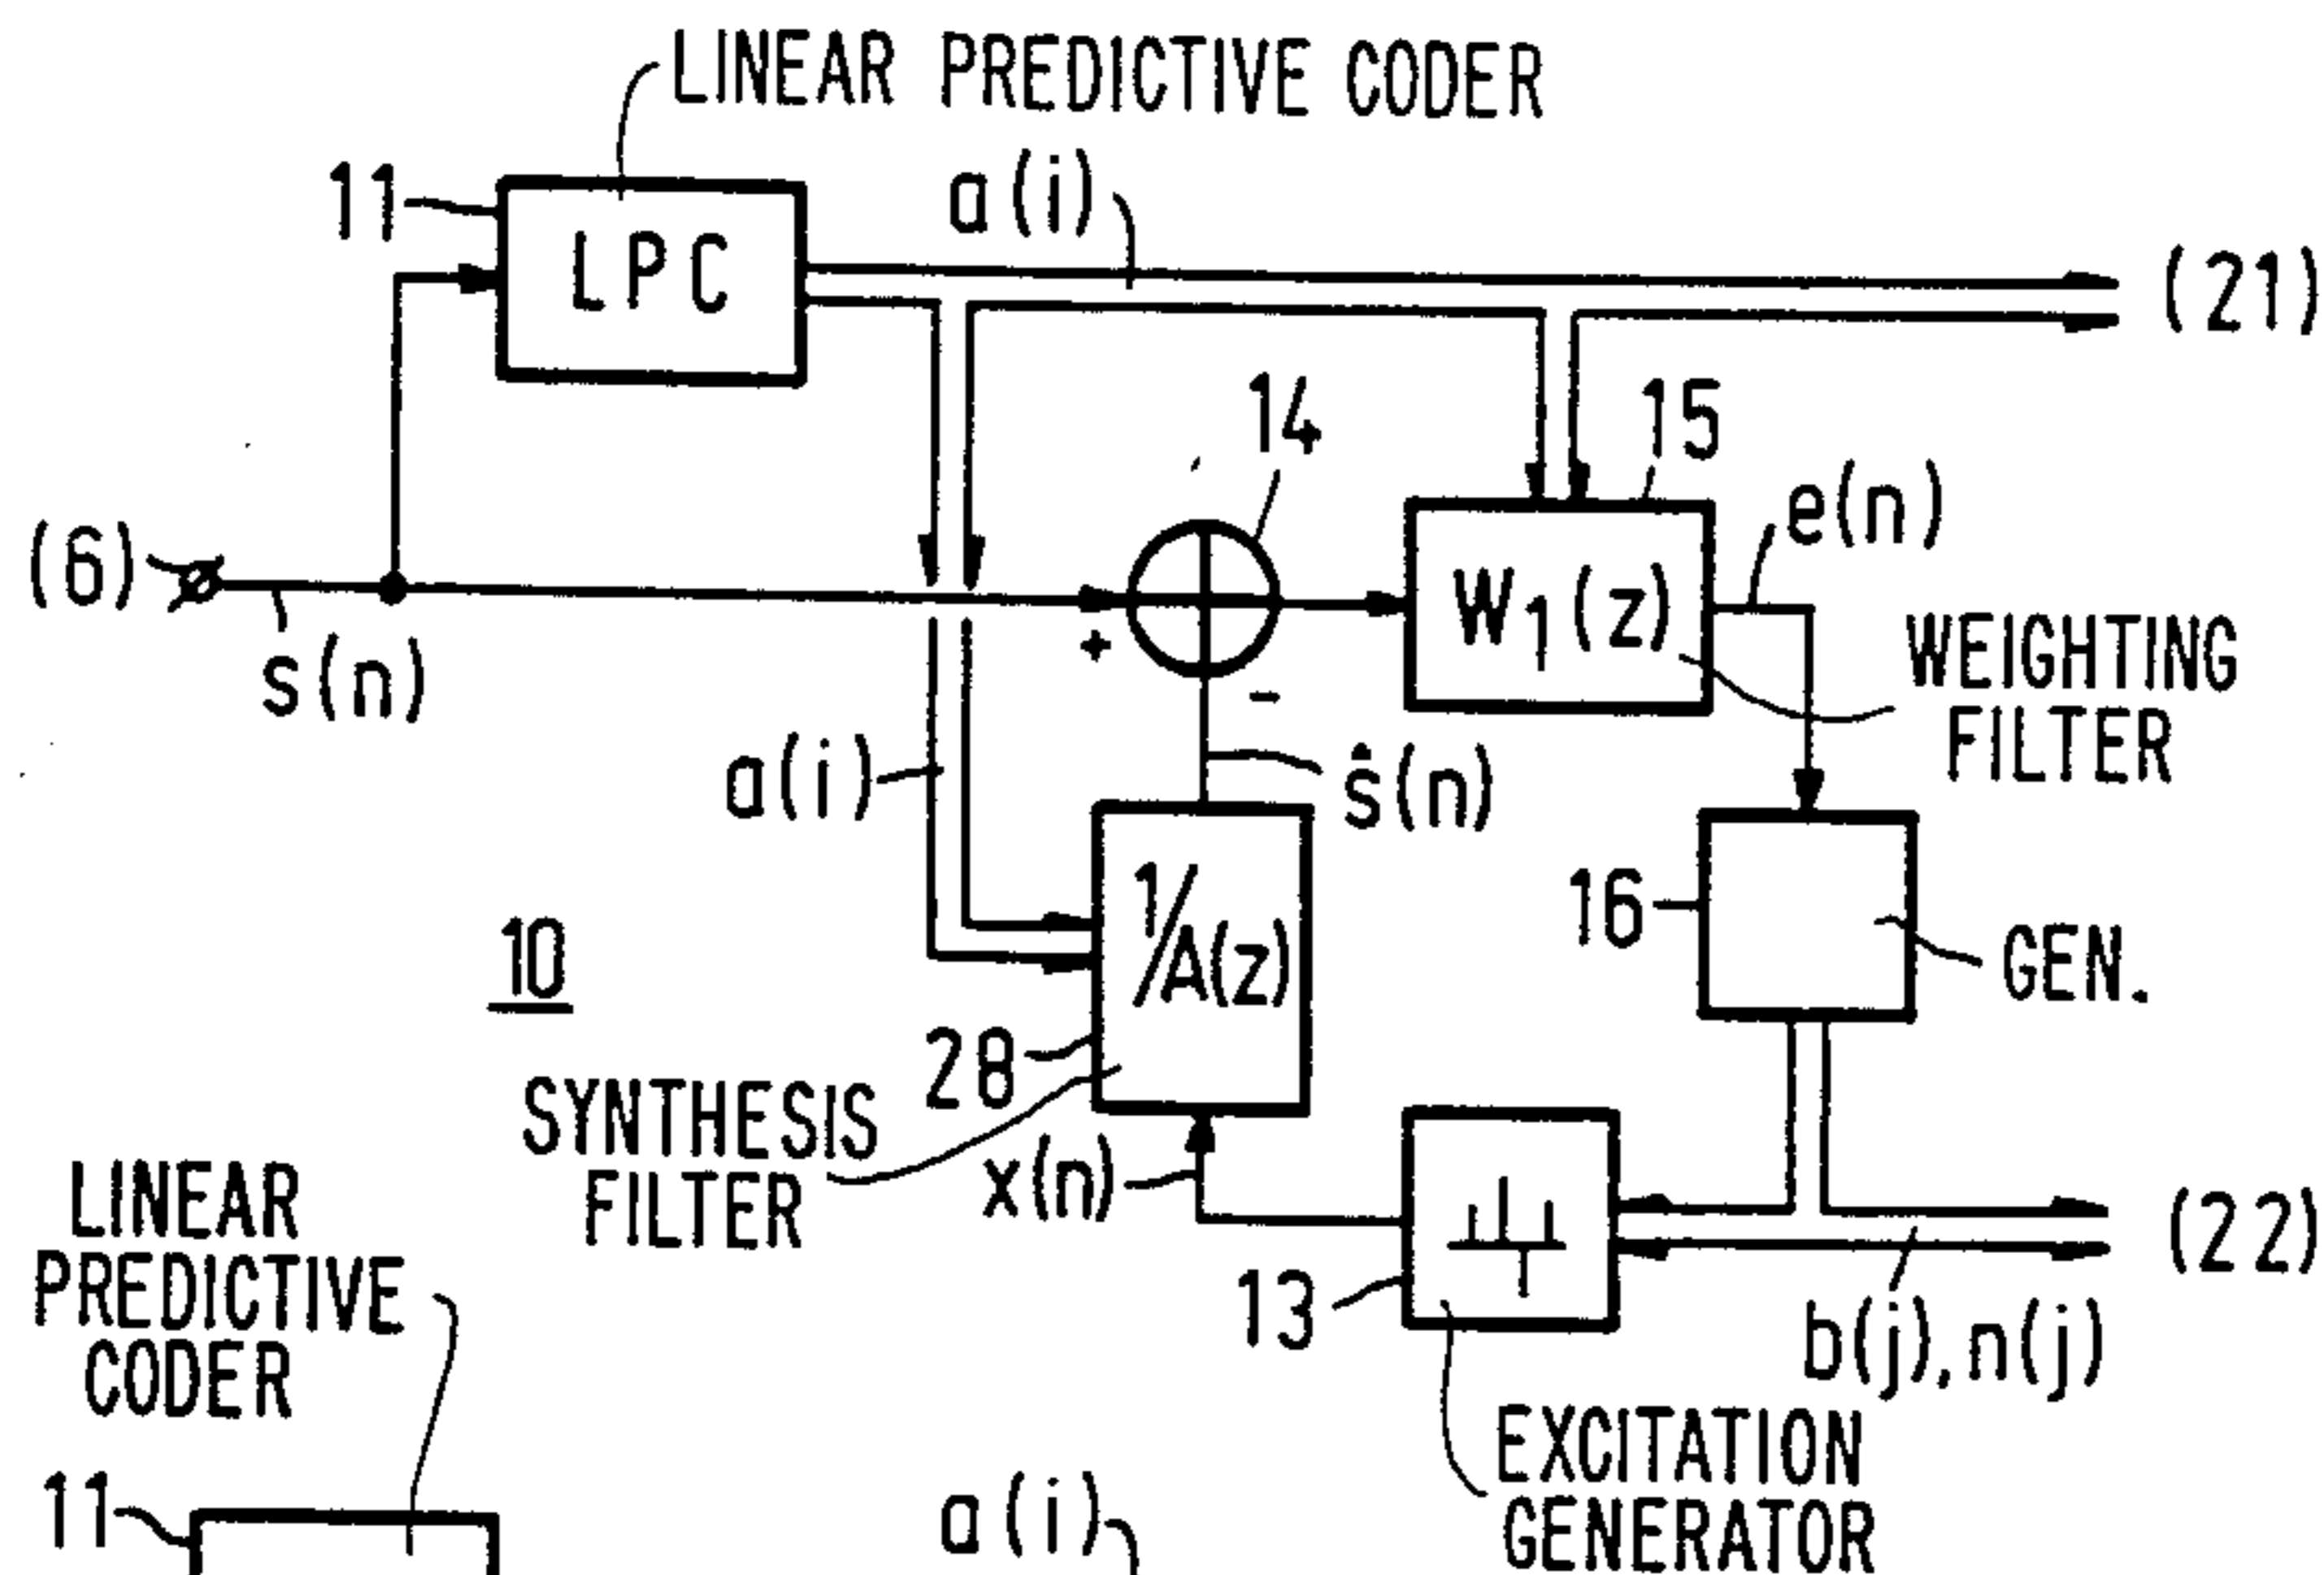 LINEAR PREDICTIVE CODER
11
LPC
a(i)
(21)
14
15
(6)
s(n)
+
-
W1(z)
e(n)
WEIGHTING
FILTER
a(i)
ŝ(n)
1/A(z)
16
GEN.
10
28
SYNTHESIS
FILTER
x(n)
13
(22)
b(j),n(j)
EXCITATION
GENERATOR
LINEAR
PREDICTIVE
CODER
11
a(i)